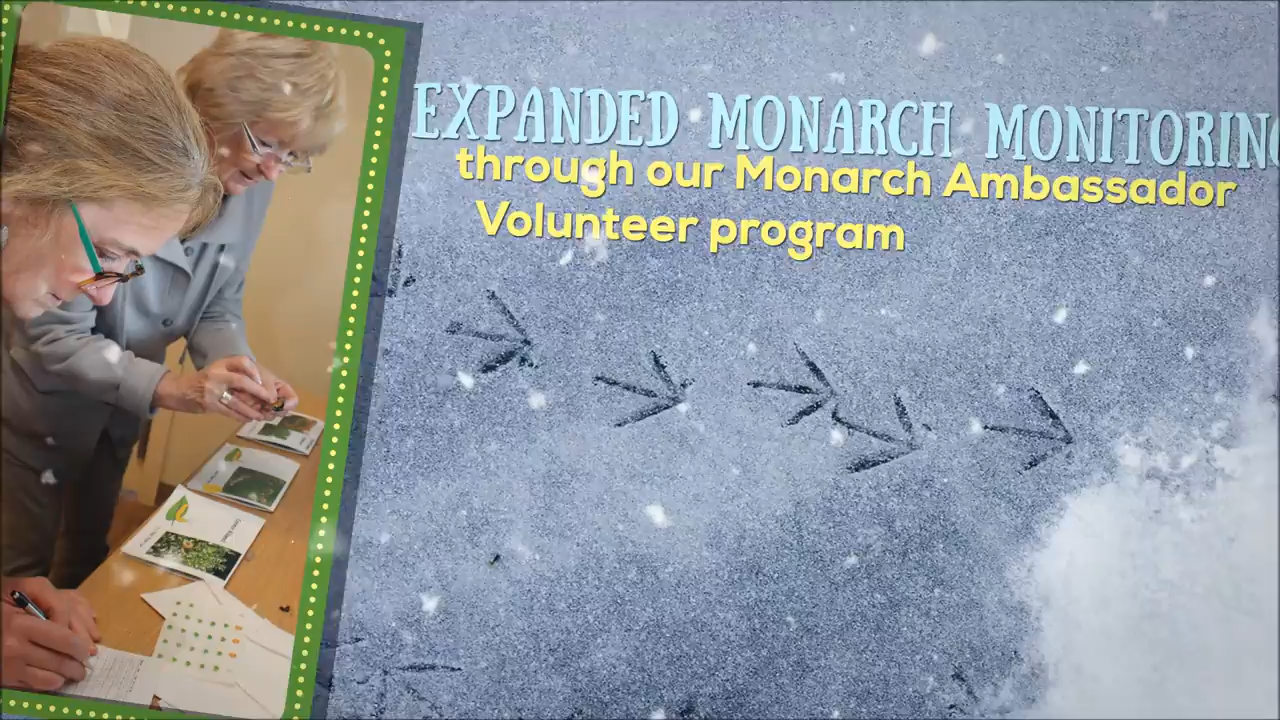 EXPANDED MONARCH MONITORING
through our Monarch Ambassador
Volunteer program